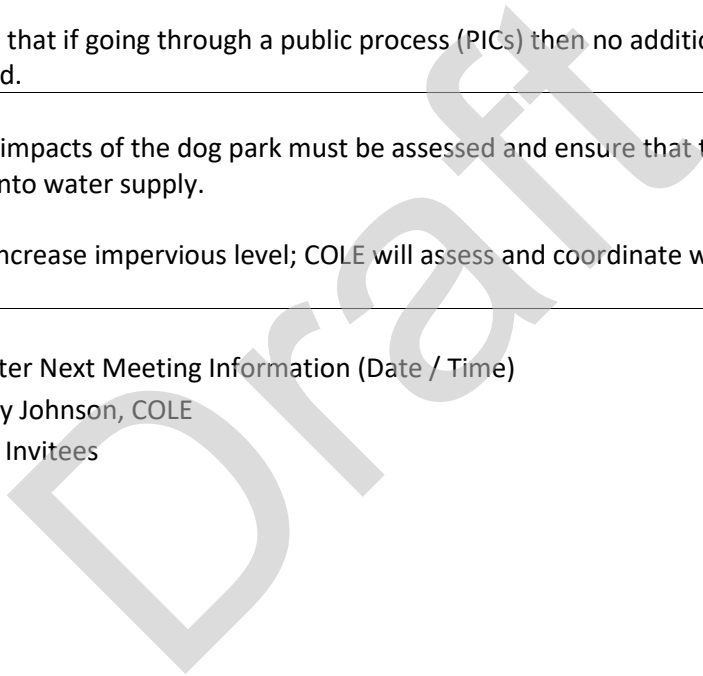 that if going through a public process (PICs) then no additio
d.
impacts of the dog park must be assessed and ensure that t
nto water supply.
ncrease impervious level; COLE will assess and coordinate w
ter Next Meeting Information (Date / Time)
y Johnson, COLE
Invitees
Draft